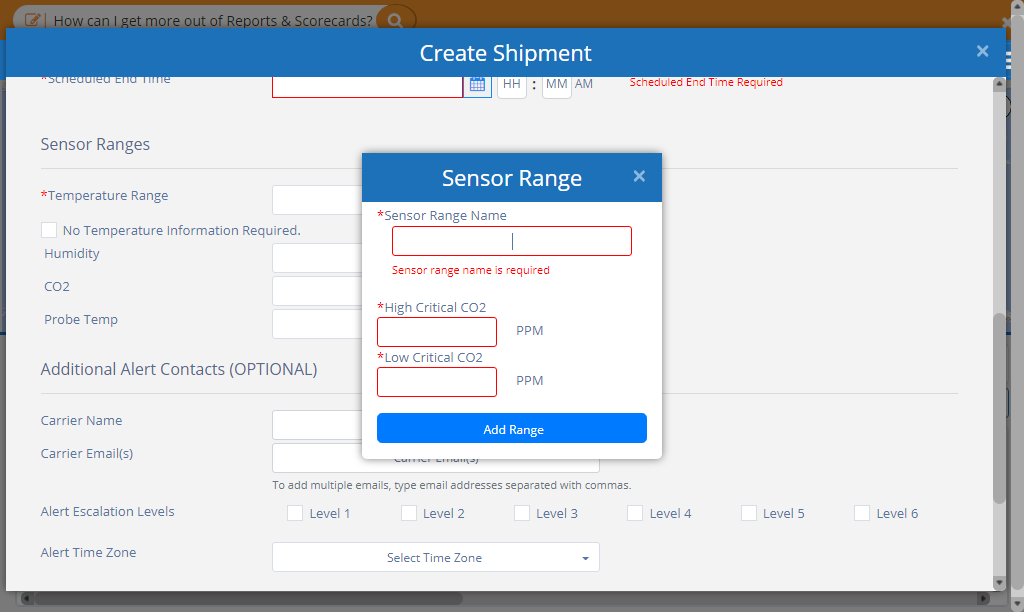 How can I get more out of Reports & Scorecards?
Create Shipment
×
*Scheduled End Time
HH : MM AM
Scheduled End Time Required
Sensor Ranges
Sensor Range
×
*Temperature Range
*Sensor Range Name
No Temperature Information Required.
Humidity
Sensor range name is required
CO2
*High Critical CO2
Probe Temp
PPM
*Low Critical CO2
Additional Alert Contacts (OPTIONAL)
PPM
Carrier Name
Add Range
Carrier Email(s)
Carrier Email(s)
To add multiple emails, type email addresses separated with commas.
Alert Escalation Levels
Level 1
Level 2
Level 3
Level 4
Level 5
Level 6
Alert Time Zone
Select Time Zone